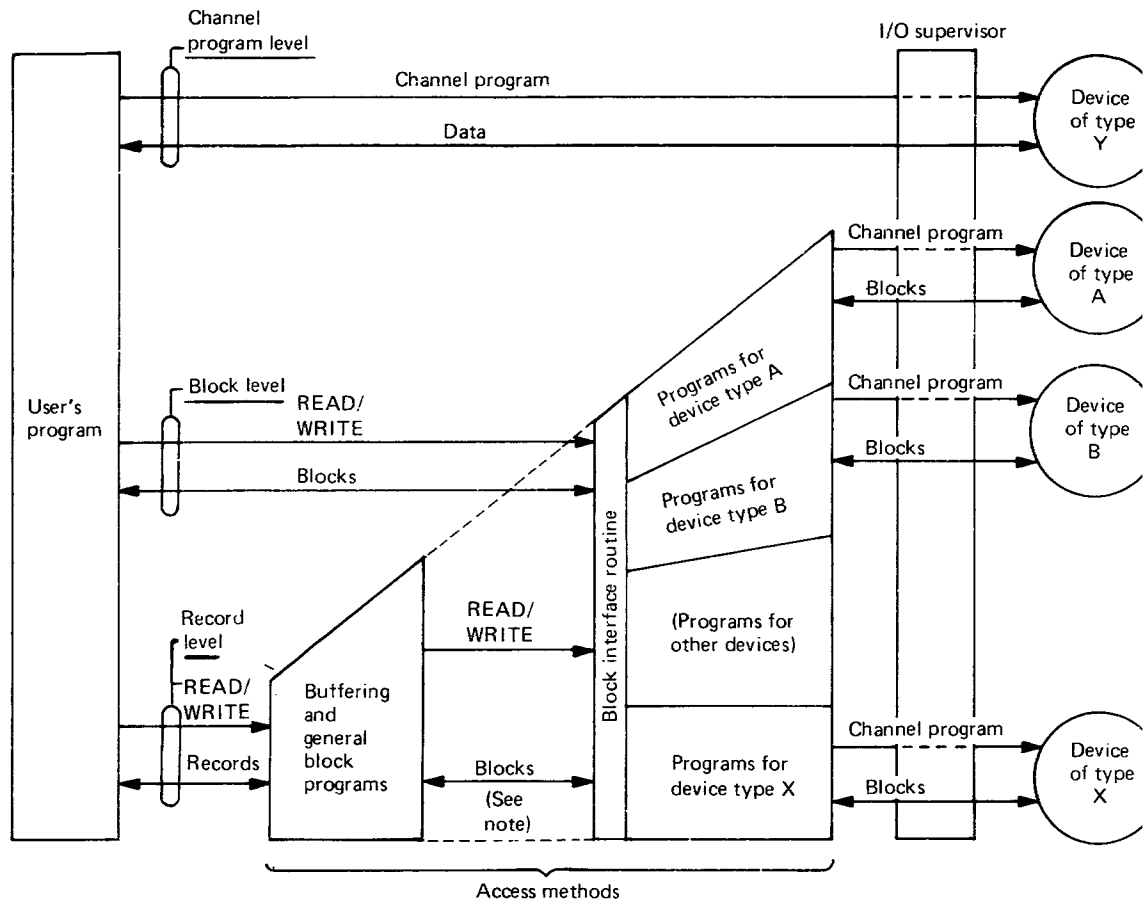 Channel
program level
I/O supervisor
Channel program
Data
Device
of type
Y
Channel program
Blocks
Device
of type
A
Programs for
device type A
Block level
READ/
WRITE
Blocks
User's
program
Channel program
Blocks
Device
of type
B
Programs for
device type B
Block interface routine
Record
level
READ/
WRITE
Records
Buffering
and
general
block
programs
READ/
WRITE
Blocks
(See
note)
(Programs for
other devices)
Programs for
device type X
Channel program
Blocks
Device
of type
X
Access methods